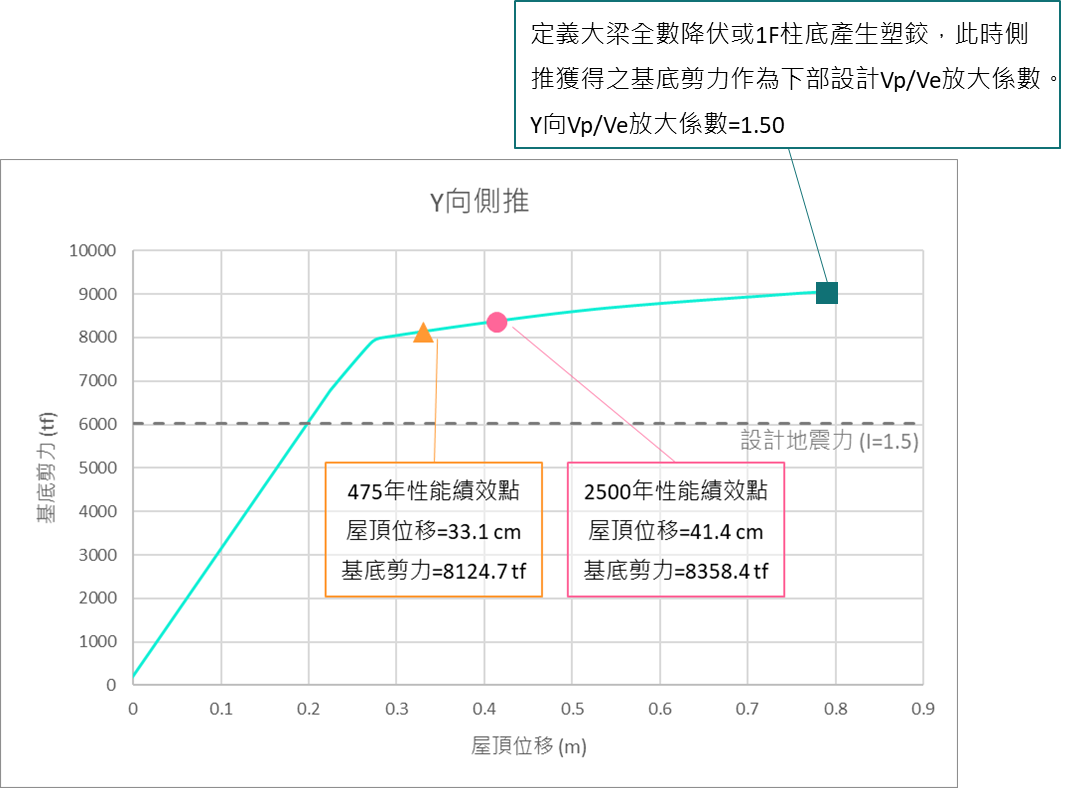 定義大梁全數降伏或1F柱底產生塑鉸，此時側
推獲得之基底剪力作為下部設計Vp/Ve放大係數。
Y向Vp/Ve放大係數=1.50
Y向側推
10000
9000
8000
7000
6000
5000
4000
3000
2000
1000
0
基底剪力 (tf)
設計地震力 (I=1.5)
475年性能績效點
屋頂位移=33.1 cm
基底剪力=8124.7 tf
2500年性能績效點
屋頂位移=41.4 cm
基底剪力=8358.4 tf
0 0.1 0.2 0.3 0.4 0.5 0.6 0.7 0.8 0.9
屋頂位移 (m)